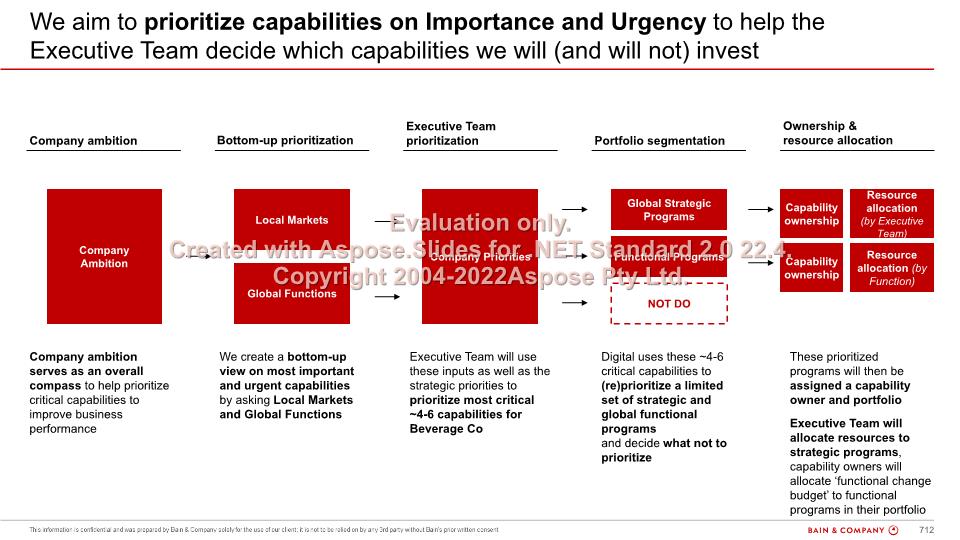 We aim to prioritize capabilities on Importance and Urgency to help the
Executive Team decide which capabilities we will (and will not) invest
Company ambition
Bottom-up prioritization
Executive Team
prioritization
Portfolio segmentation
Ownership &
resource allocation
Company
Ambition
Local Markets
Global Functions
Company Priorities
Global Strategic
Programs
Functional Programs
NOT DO
Capability
ownership
Resource
allocation
(by Executive
Team)
Capability
ownership
Resource
allocation (by
Function)
Evaluation only.
Created with Aspose.Slides for .NET Standard 2.0 22.4.
Copyright 2004-2022Aspose Pty Ltd.
Company ambition
serves as an overall
compass to help prioritize
critical capabilities to
improve business
performance
We create a bottom-up
view on most important
and urgent capabilities
by asking Local Markets
and Global Functions
Executive Team will use
these inputs as well as the
strategic priorities to
prioritize most critical
~4-6 capabilities for
Beverage Co
Digital uses these ~4-6
critical capabilities to
(re)prioritize a limited
set of strategic and
global functional
programs
and decide what not to
prioritize
These prioritized
programs will then be
assigned a capability
owner and portfolio
Executive Team will
allocate resources to
strategic programs,
capability owners will
allocate ‘functional change
budget’ to functional
programs in their portfolio
This information is confidential and was prepared by Bain & Company solely for the use of our client; it is not to be relied on by any 3rd party without Bain's prior written consent
BAIN & COMPANY
712